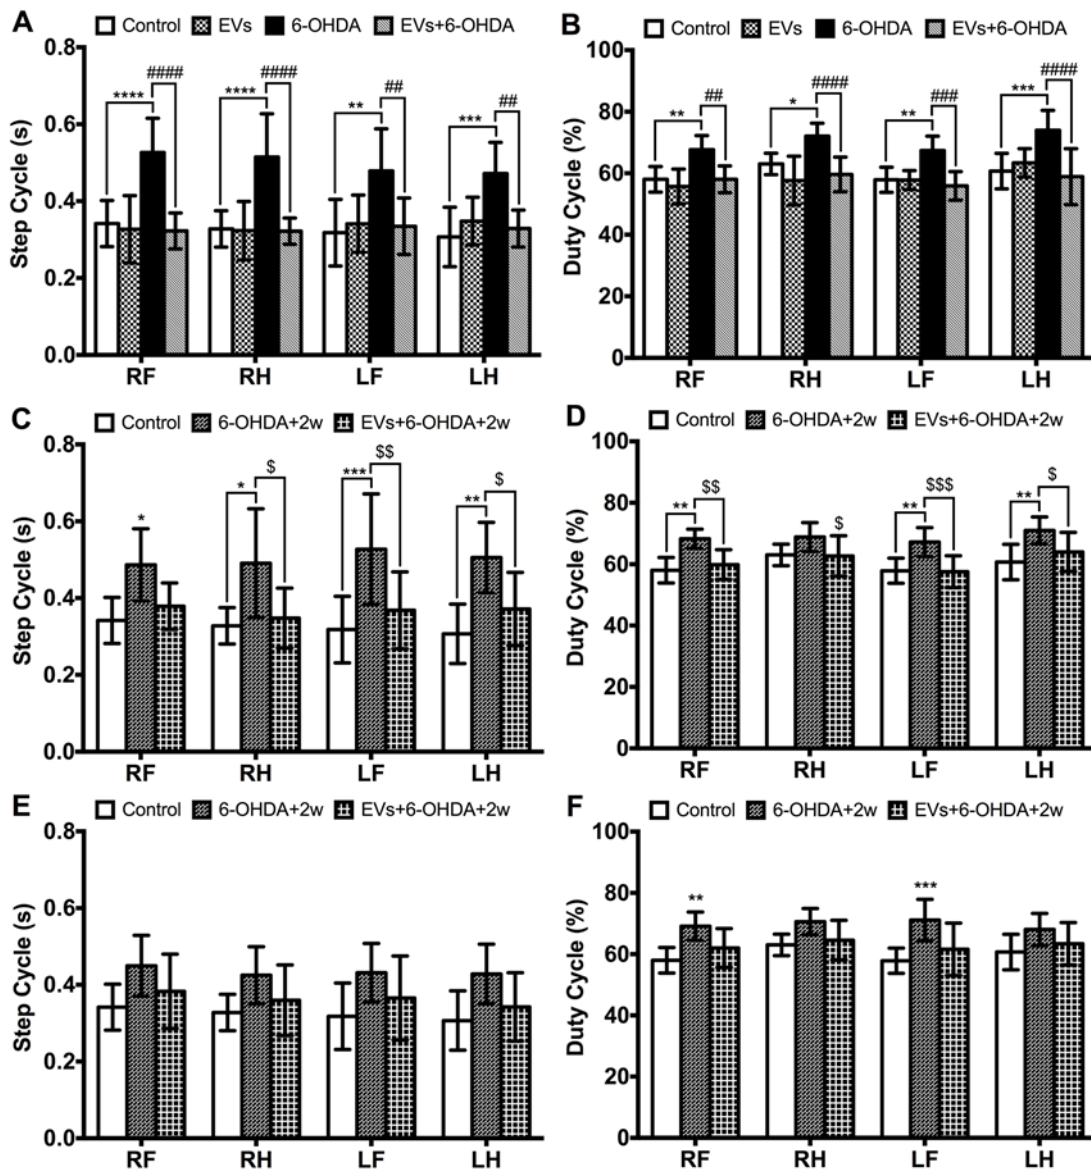 A
Control EVs 6-OHDA EVs+6-OHDA
Step Cycle (s)
0.8
0.6
0.4
0.2
0.0
**** ####
**** ####
** ##
*** ##
RF RH LF LH
B
Control EVs 6-OHDA EVs+6-OHDA
Duty Cycle (%)
100
80
60
40
20
0
** ##
* ####
** ###
*** ####
RF RH LF LH
C
Control 6-OHDA+2w EVs+6-OHDA+2w
Step Cycle (s)
0.8
0.6
0.4
0.2
0.0
*
* $
*** $$
** $
RF RH LF LH
D
Control 6-OHDA+2w EVs+6-OHDA+2w
Duty Cycle (%)
100
80
60
40
20
0
** $$
$
** $$$
** $
RF RH LF LH
E
Control 6-OHDA+2w EVs+6-OHDA+2w
Step Cycle (s)
0.8
0.6
0.4
0.2
0.0
RF RH LF LH
F
Control 6-OHDA+2w EVs+6-OHDA+2w
Duty Cycle (%)
100
80
60
40
20
0
**
***
RF RH LF LH